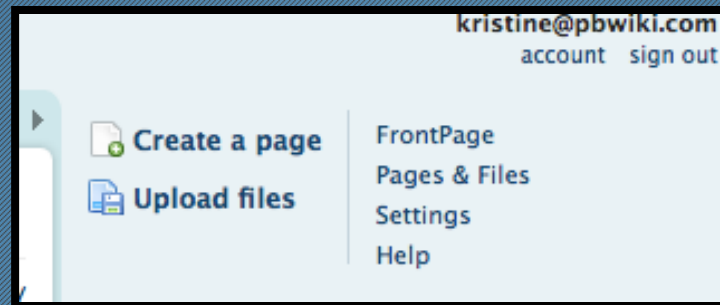 kristine@pbwiki.com
account sign out
Create a page
Upload files
FrontPage
Pages & Files
Settings
Help